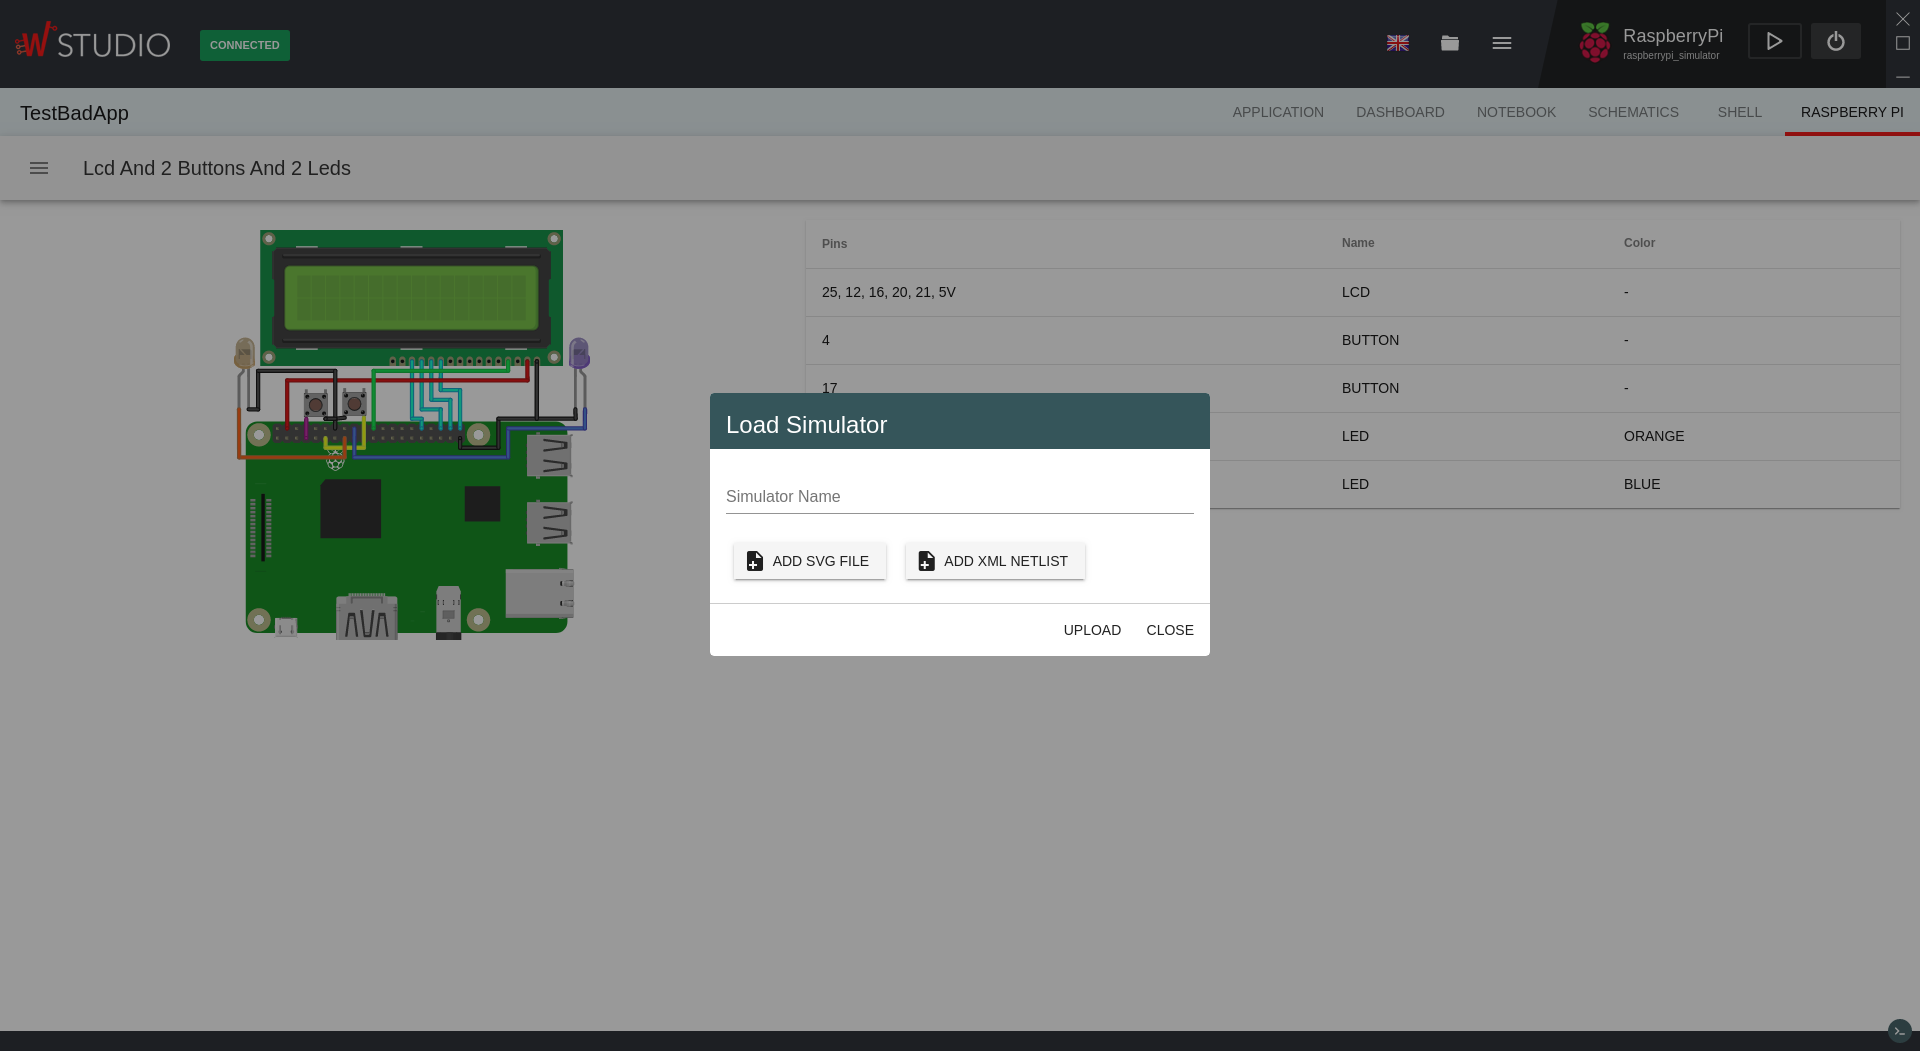 W STUDIO
CONNECTED
RaspberryPi
raspberrypi_simulator
TestBadApp
APPLICATION DASHBOARD NOTEBOOK SCHEMATICS SHELL RASPBERRY PI
Lcd And 2 Buttons And 2 Leds
Pins Name Color
25, 12, 16, 20, 21, 5V LCD -
4 BUTTON -
17 BUTTON -
LED ORANGE
LED BLUE
Load Simulator
Simulator Name
ADD SVG FILE ADD XML NETLIST
UPLOAD CLOSE